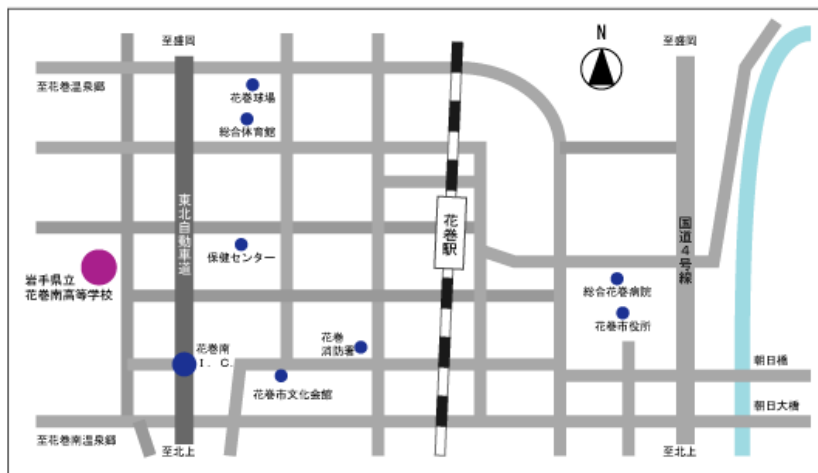 至盛岡
N
至盛岡
至花巻温泉郷
花巻球場
総合体育館
東北自動車道
花巻駅
国道4号線
保健センター
岩手県立
花巻南高等学校
総合花巻病院
花巻市役所
花巻
消防署
花巻南
I．C．
朝日橋
花巻市文化会館
朝日大橋
至花巻南温泉郷
至北上
至北上